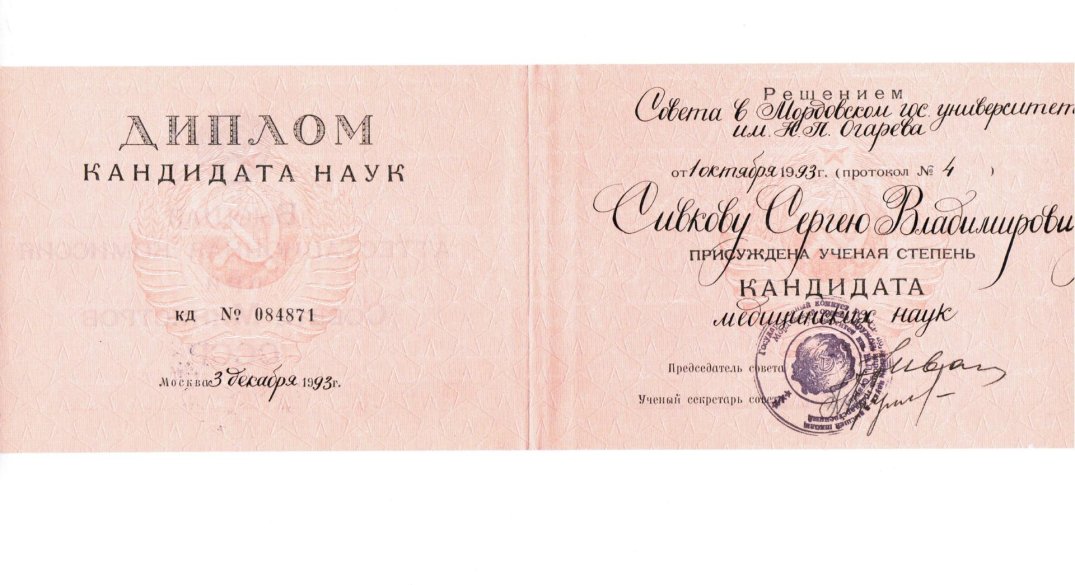 ДИПЛОМ
КАНДИДАТА НАУК
КД № 084871
Москва 3 декабря 1993г.
Решением
Совета в Мордовском гос. университет
им. Н.П. Огарева
от 1 октября 1993г. (протокол № 4 )
Сивкову Сергею Владимирови
ПРИСУЖДЕНА УЧЕНАЯ СТЕПЕНЬ
КАНДИДАТА
медицинских наук
Председатель совета
Ученый секретарь совета